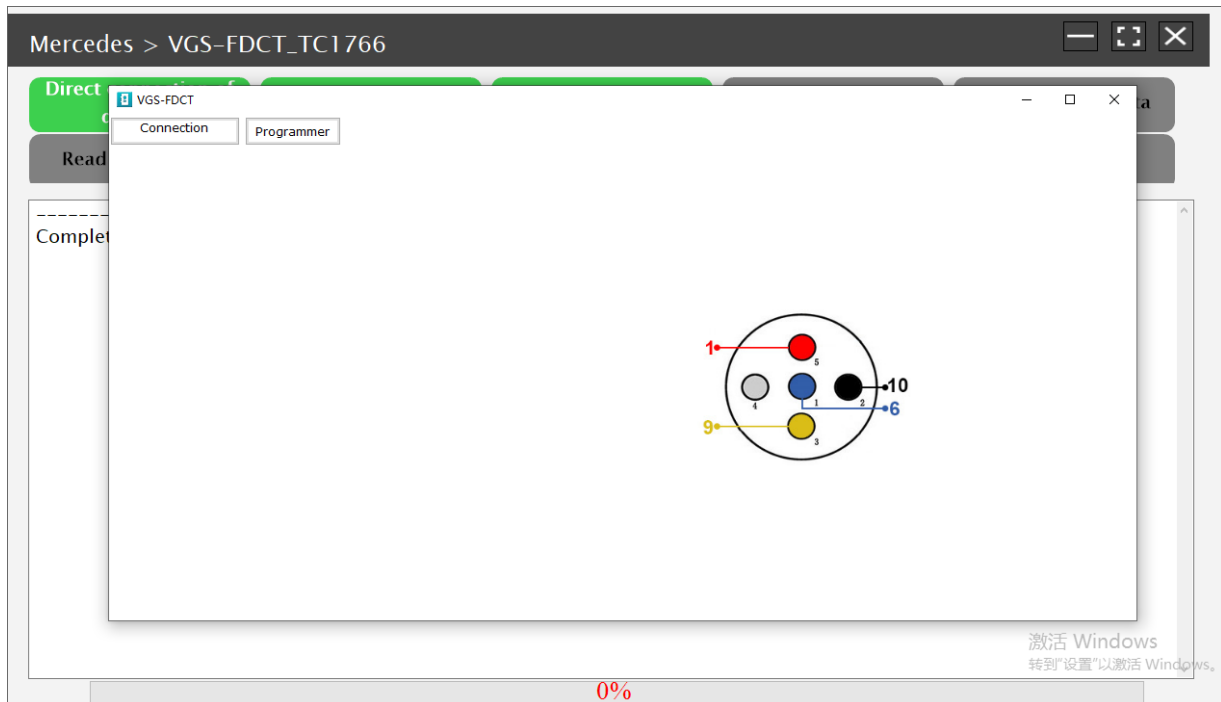 Mercedes > VGS-FDCT_TC1766
Direct
ta
Read
VGS-FDCT
Connection
Programmer
Complet
1
5
4
1
2
10
6
9
3
激活 Windows
转到"设置"以激活 Windows。
0%